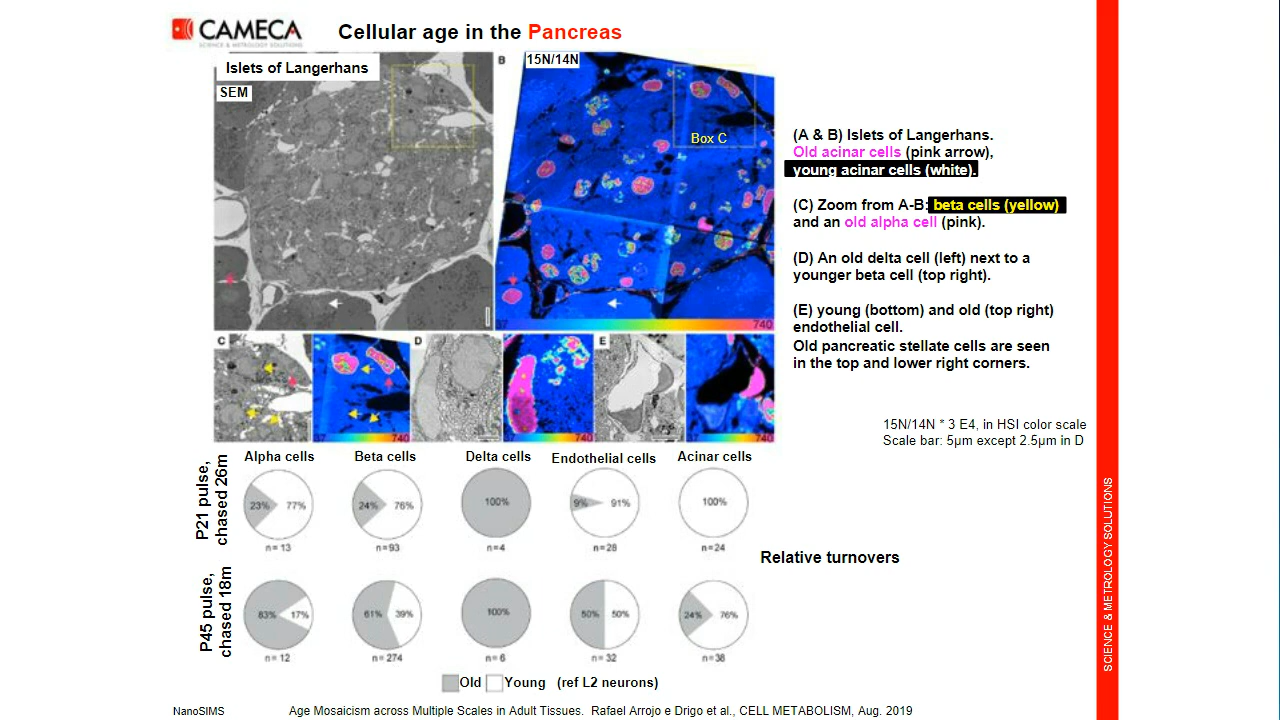 CAMECA
SCIENCE & METROLOGY SOLUTIONS
Cellular age in the Pancreas
Islets of Langerhans
SEM
B
15N/14N
Box C
37
740
(A & B) Islets of Langerhans.
Old acinar cells (pink arrow),
young acinar cells (white).
(C) Zoom from A-B: beta cells (yellow)
and an old alpha cell (pink).
(D) An old delta cell (left) next to a
younger beta cell (top right).
(E) young (bottom) and old (top right)
endothelial cell.
Old pancreatic stellate cells are seen
in the top and lower right corners.
C
D
E
37
740
37
740
37
740
15N/14N * 3 E4, in HSI color scale
Scale bar: 5µm except 2.5µm in D
Alpha cells
Beta cells
Delta cells
Endothelial cells
Acinar cells
P21 pulse,
chased 26m
23%
77%
24%
76%
100%
9%
91%
100%
n= 13
n=93
n=4
n=28
n=24
Relative turnovers
P45 pulse,
chased 18m
83%
17%
61%
39%
100%
50%
50%
24%
76%
n= 12
n= 274
n= 6
n= 32
n=38
Old
Young
(ref L2 neurons)
NanoSIMS
Age Mosaicism across Multiple Scales in Adult Tissues. Rafael Arrojo e Drigo et al., CELL METABOLISM, Aug. 2019
SCIENCE & METROLOGY SOLUTIONS